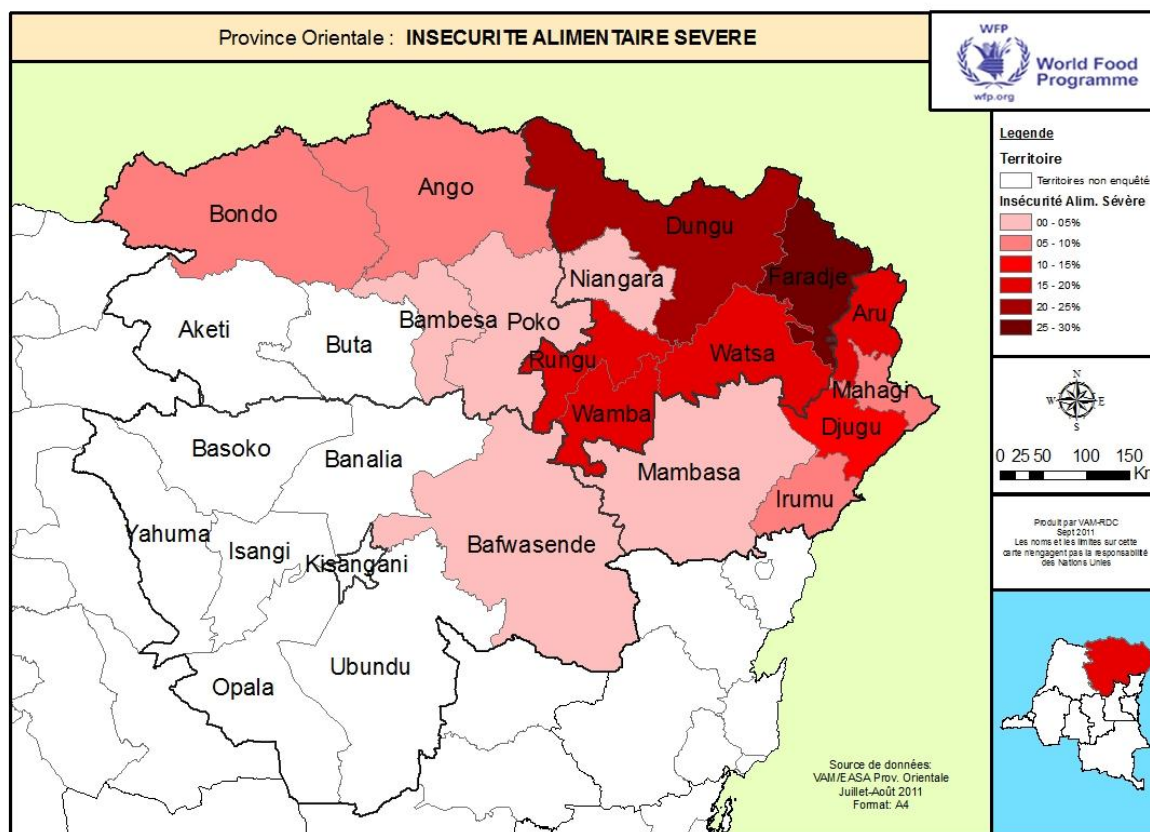 Province Orientale : INSECURITE ALIMENTAIRE SEVERE
WFP
World Food
Programme
wfp.org
Legende
Territoire
Territoires non enquêté
Insécurité Alim. Sévère
00 - 05%
05 - 10%
10 - 15%
15 - 20%
20 - 25%
25 - 30%
N
W
E
S
0 25 50 100 150
Km
Produit par VAM-RDC
Sept 2011
Les noms et les limites sur cette
carte n'engagent pas la responsabilité
des Nations Unies
Ango
Bondo
Dungu
Niangara
Faradje
Aru
Aketi
Buta
Bambesa
Poko
Rungu
Watsa
Mahagi
Wamba
Djugu
Basoko
Banalia
Mambasa
Irumu
Yahuma
Isangi
Kisangani
Bafwasende
Opala
Ubundu
Source de données:
VAM/EASA Prov. Orientale
Juillet-Août 2011
Format: A4